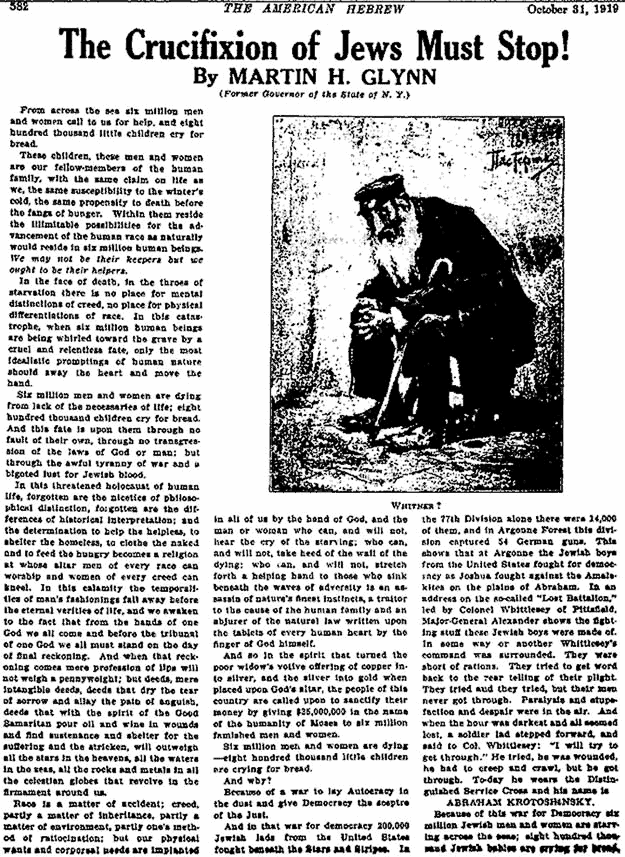 582
THE AMERICAN HEBREW
October 31, 1919
The Crucifixion of Jews Must Stop!
By MARTIN H. GLYNN
(Former Governor of the State of N. Y.)
From across the sea six million men
and women call to us for help, and eight
hundred thousand little children cry for
bread.
These children, these men and women
are our fellow-members of the human
family, with the same claim on life as
we, the same susceptibility to the winter's
cold, the same propensity to death before
the fangs of hunger. Within them reside
the illimitable possibilities for the ad-
vancement of the human race as naturally
would reside in six million human beings.
We may not be their keepers but we
ought to be their helpers.
In the face of death, in the throes of
starvation there is no place for mental
distinctions of creed, no place for physical
differentiations of race. In this catas-
trophe, when six million human beings
are being whirled toward the grave by a
cruel and relentless fate, only the most
idealistic promptings of human nature
should sway the heart and move the
hand.
Six million men and women are dying
from lack of the necessaries of life; eight
hundred thousand children cry for bread.
And this fate is upon them through no
fault of their own, through no transgres-
sion of the laws of God or man; but
through the awful tyranny of war and a
bigoted lust for Jewish blood.
In this threatened holocaust of human
life, forgotten are the niceties of philoso-
phical distinction, forgotten are the dif-
ferences of historical interpretation; and
the determination to help the helpless, to
shelter the homeless, to clothe the naked
and to feed the hungry becomes a religion
at whose altar men of every race can
worship and women of every creed can
kneel. In this calamity the temporali-
ties of man's fashionings fall away before
the eternal verities of life, and we awaken
to the fact that from the hands of one
God we all come and before the tribunal
of one God we all must stand on the day
of final reckoning. And when that reck-
oning comes mere profession of lips will
not weigh a pennyweight; but deeds, mere
intangible deeds, deeds that dry the tear
of sorrow and allay the pain of anguish,
deeds that with the spirit of the Good
Samaritan pour oil and wine in wounds
and find sustenance and shelter for the
suffering and the stricken, will outweigh
all the stars in the heavens, all the waters
in the seas, all the rocks and metals in all
the celestian globes that revolve in the
firmament around us.
Race is a matter of accident; creed,
partly a matter of inheritance, partly a
matter of environment, partly one's meth-
od of ratiocination; but our physical
wants and corporeal needs are implanted
WHITHER?
in all of us by the hand of God, and the
man or woman who can, and will not,
hear the cry of the starving; who can,
and will not, take heed of the wail of the
dying; who can, and will not, stretch
forth a helping hand to those who sink
beneath the waves of adversity is an as-
sassin of nature's finest instincts, a traitor
to the cause of the human family and an
abjurer of the natural law written upon
the tablets of every human heart by the
finger of God himself.
And so in the spirit that turned the
poor widow's votive offering of copper in-
to silver, and the silver into gold when
placed upon God's altar, the people of this
country are called upon to sanctify their
money by giving $35,000,000 in the name
of the humanity of Moses to six million
famished men and women.
Six million men and women are dying
—eight hundred thousand little children
are crying for bread.
And why?
Because of a war to lay Autocracy in
the dust and give Democracy the sceptre
of the Just.
And in that war for democracy 200,000
Jewish lads from the United States
fought beneath the Stars and Stripes. In
the 77th Division alone there were 14,000
of them, and in Argonne Forest this divi-
sion captured 54 German guns. This
shows that at Argonne the Jewish boys
from the United States fought for democ-
racy as Joshua fought against the Amale-
kites on the plains of Abraham. In an
address on the so-called "Lost Battalion,"
led by Colonel Whittlesey of Pittsfield,
Major-General Alexander shows the fight-
ing stuff these Jewish boys were made of.
In some way or another Whittlesey's
command was surrounded. They were
short of rations. They tried to get word
back to the rear telling of their plight.
They tried and they tried, but their men
never got through. Paralysis and stupe-
faction and despair were in the air. And
when the hour was darkest and all seemed
lost, a soldier lad stepped forward, and
said to Col. Whittlesey: "I will try to
get through." He tried, he was wounded,
he had to creep and crawl, but he got
through. To-day he wears the Distin-
guished Service Cross and his name is
ABRAHAM KROTOSHINSKY.
Because of this war for Democracy six
million Jewish men and women are starv-
ing across the seas; eight hundred thou-
sand Jewish babies are crying for bread.